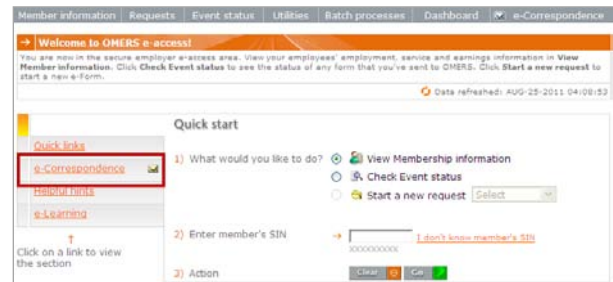 Member information Requests Event status Utilities Batch processes Dashboard e-Correspondence
Welcome to OMERS e-access!
You are now in the secure employer e-access area. View your employees' employment, service and earnings information in View
Member information. Click Check Event status to see the status of any form that you've sent to OMERS. Click Start a new request to
start a new e-Form.
Data refreshed: AUG-25-2011 04:08:53
Quick start
Quick links
e-Correspondence
Helpful hints
e-Learning
Click on a link to view
the section
1) What would you like to do? View Membership information
Check Event status
Start a new request Select
2) Enter member's SIN I don't know member's SIN
XXXXXXXXX
3) Action Clear Go